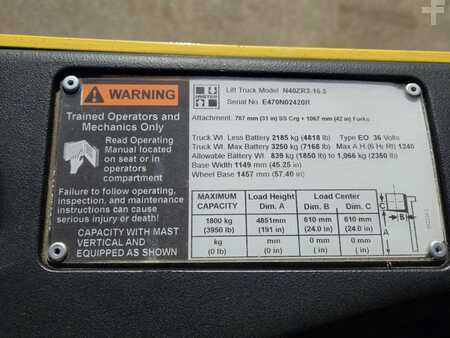 WARNING
Trained Operators and
Mechanics Only
Read Operating
Manual located
on seat or in
operators
compartment
Failure to follow operating,
inspection, and maintenance
instructions can cause
serious injury or death!
CAPACITY WITH MAST
VERTICAL AND
EQUIPPED AS SHOWN
HYSTER
Lift Truck Model N40ZR3-16.5
Serial No. E470N02420R
Attachment: 787 mm (31 in) SS Crg + 1067 mm (42 in) Forks
Truck Wt. Less Battery 2185 kg (4818 lb) Type EO 36 Volts
Truck Wt. Max Battery 3250 kg (7168 lb) Max A.H.(6 Hr) 1240
Allowable Battery Wt. 839 kg (1850 lb) to 1,066 kg (2350 lb)
Base Width 1149 mm (45.25 in)
Wheel Base 1457 mm (57.40 in)
MAXIMUM CAPACITY Load Height Dim. A Load Center Dim. B Dim. C
1800 kg (3950 lb) 4851mm (191 in) 610 mm (24.0 in) 610 mm (24.0 in)
kg (0 lb) mm (0 in) 0 mm ( in) 0 mm ( in)
C
B
A